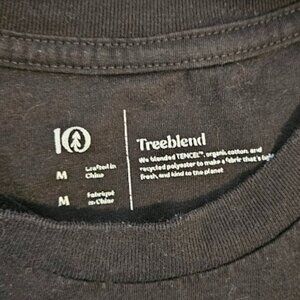 10
M Crafted in China
M Fabriqué en Chine
Treeblend
We blended TENCEL™, organic cotton, and
recycled polyester to make a fabric that's
fresh, and kind to the planet